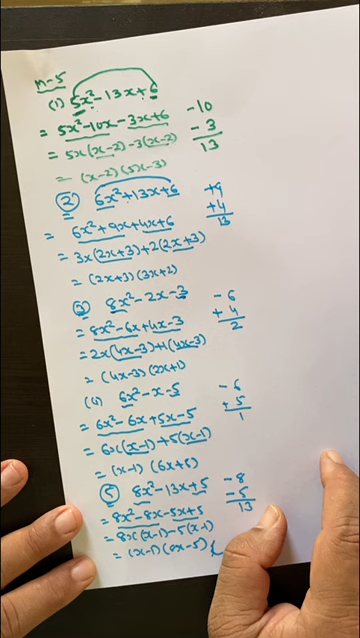 M-5
(1) 5x²-13x+6
= 5x²-10x-3x+6 -10
= 5x(x-2)-3(x-2) -3
= (x-2)(5x-3) 13
② 6x²+13x+6 +9
= 6x²+9x+4x+6 +4
= 3x(2x+3)+2(2x+3) 13
= (2x+3)(3x+2)
③ 8x²-2x-3 -6
= 8x²-6x+4x-3 +4
= 2x(4x-3)+1(4x-3) 2
= (4x-3)(2x+1)
(4) 6x²-x-5 -6
= 6x²-6x+5x-5 +5
= 6x(x-1)+5(x-1) 1
= (x-1)(6x+5)
⑤ 8x²-13x+5 -8
= 8x²-8x-5x+5 -5
= 8x(x-1)-5(x-1) 13
= (x-1)(8x-5)